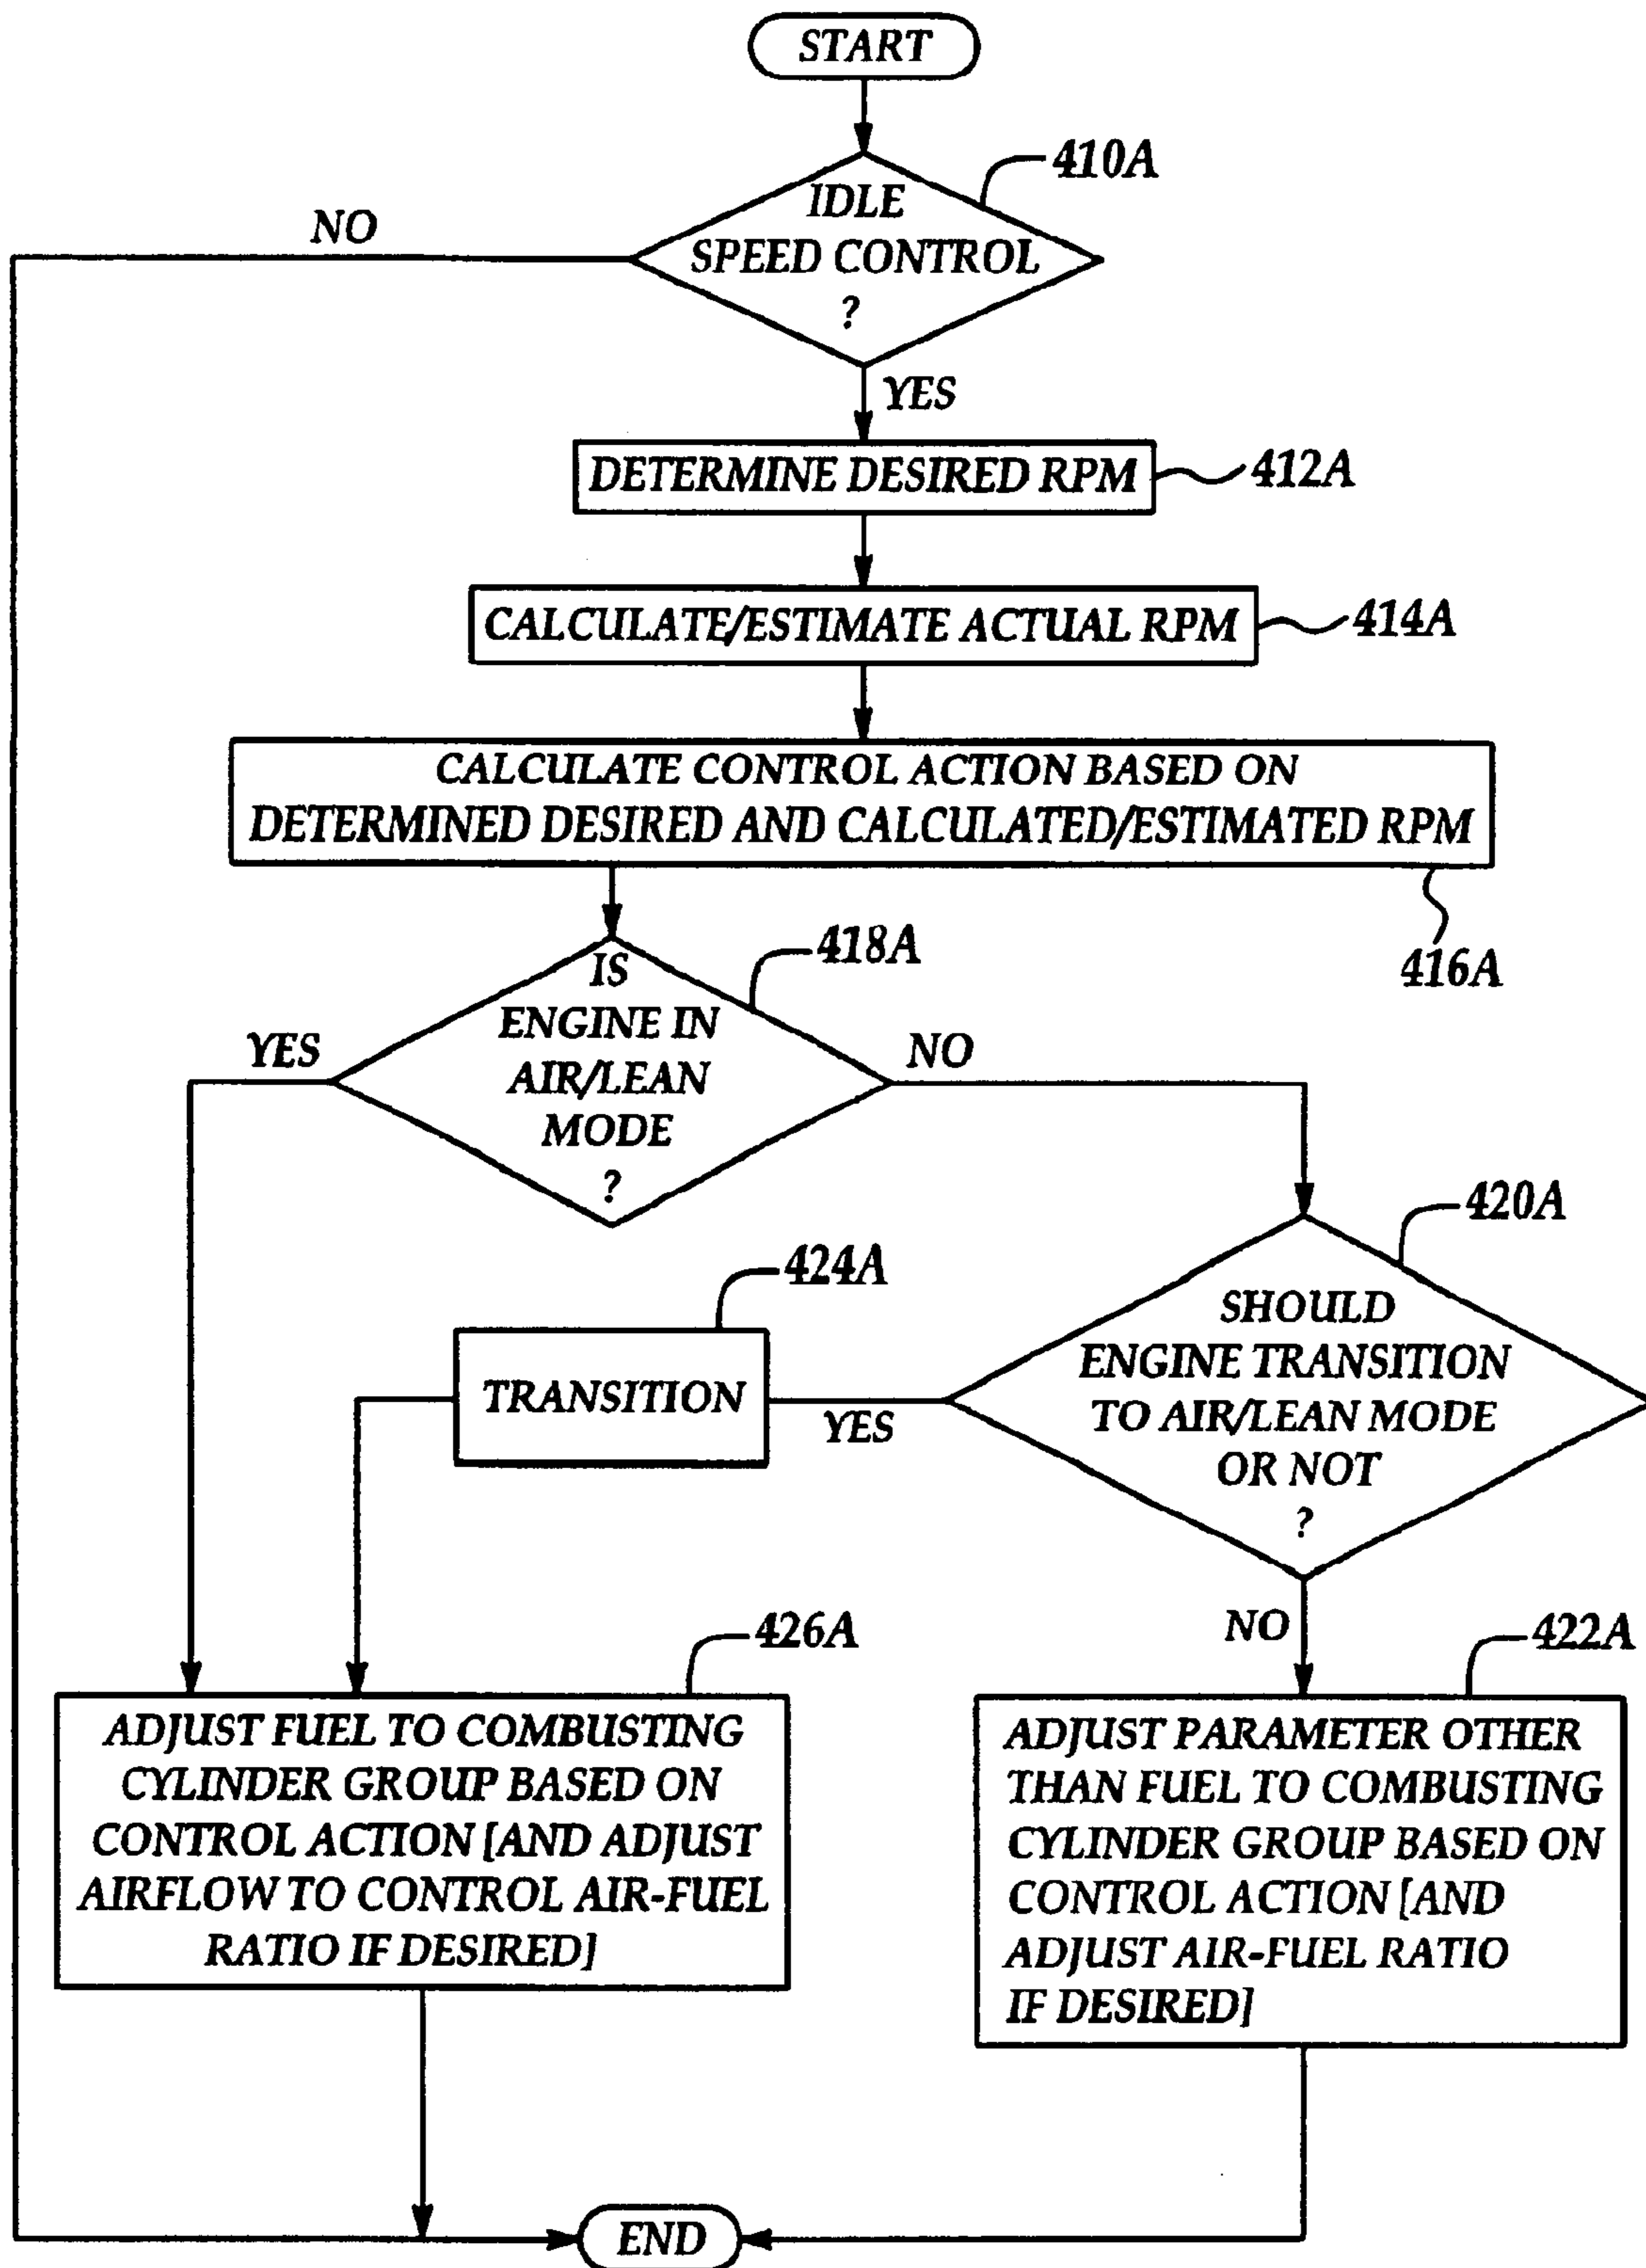 START
410A
IDLE
SPEED CONTROL
?
NO
YES
DETERMINE DESIRED RPM
412A
CALCULATE/ESTIMATE ACTUAL RPM
414A
CALCULATE CONTROL ACTION BASED ON
DETERMINED DESIRED AND CALCULATED/ESTIMATED RPM
416A
418A
IS
ENGINE IN
AIR/LEAN
MODE
?
YES
NO
420A
SHOULD
ENGINE TRANSITION
TO AIR/LEAN MODE
OR NOT
?
424A
TRANSITION
YES
NO
426A
ADJUST FUEL TO COMBUSTING
CYLINDER GROUP BASED ON
CONTROL ACTION [AND ADJUST
AIRFLOW TO CONTROL AIR-FUEL
RATIO IF DESIRED]
422A
ADJUST PARAMETER OTHER
THAN FUEL TO COMBUSTING
CYLINDER GROUP BASED ON
CONTROL ACTION [AND
ADJUST AIR-FUEL RATIO
IF DESIRED]
END